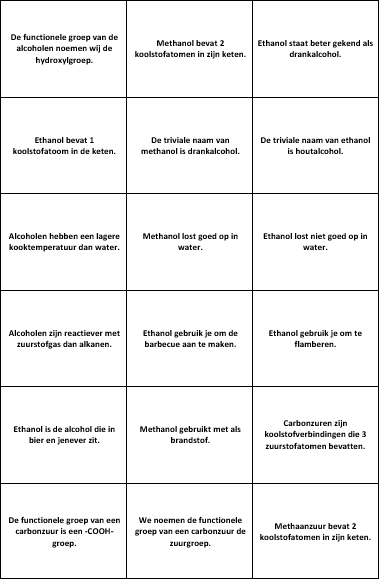 De functionele groep van de
alcoholen noemen wij de
hydroxylgroep.
Methanol bevat 2
koolstofatomen in zijn keten.
Ethanol staat beter gekend als
drankalcohol.
Ethanol bevat 1
koolstofatoom in de keten.
De triviale naam van
methanol is drankalcohol.
De triviale naam van ethanol
is houtalcohol.
Alcoholen hebben een lagere
kooktemperatuur dan water.
Methanol lost goed op in
water.
Ethanol lost niet goed op in
water.
Alcoholen zijn reactiever met
zuurstofgas dan alkanen.
Ethanol gebruik je om de
barbecue aan te maken.
Ethanol gebruik je om te
flamberen.
Ethanol is de alcohol die in
bier en jenever zit.
Methanol gebruikt met als
brandstof.
Carbonzuren zijn
koolstofverbindingen die 3
zuurstofatomen bevatten.
De functionele groep van een
carbonzuur is een -COOH-
groep.
We noemen de functionele
groep van een carbonzuur de
zuurgroep.
Methaanzuur bevat 2
koolstofatomen in zijn keten.